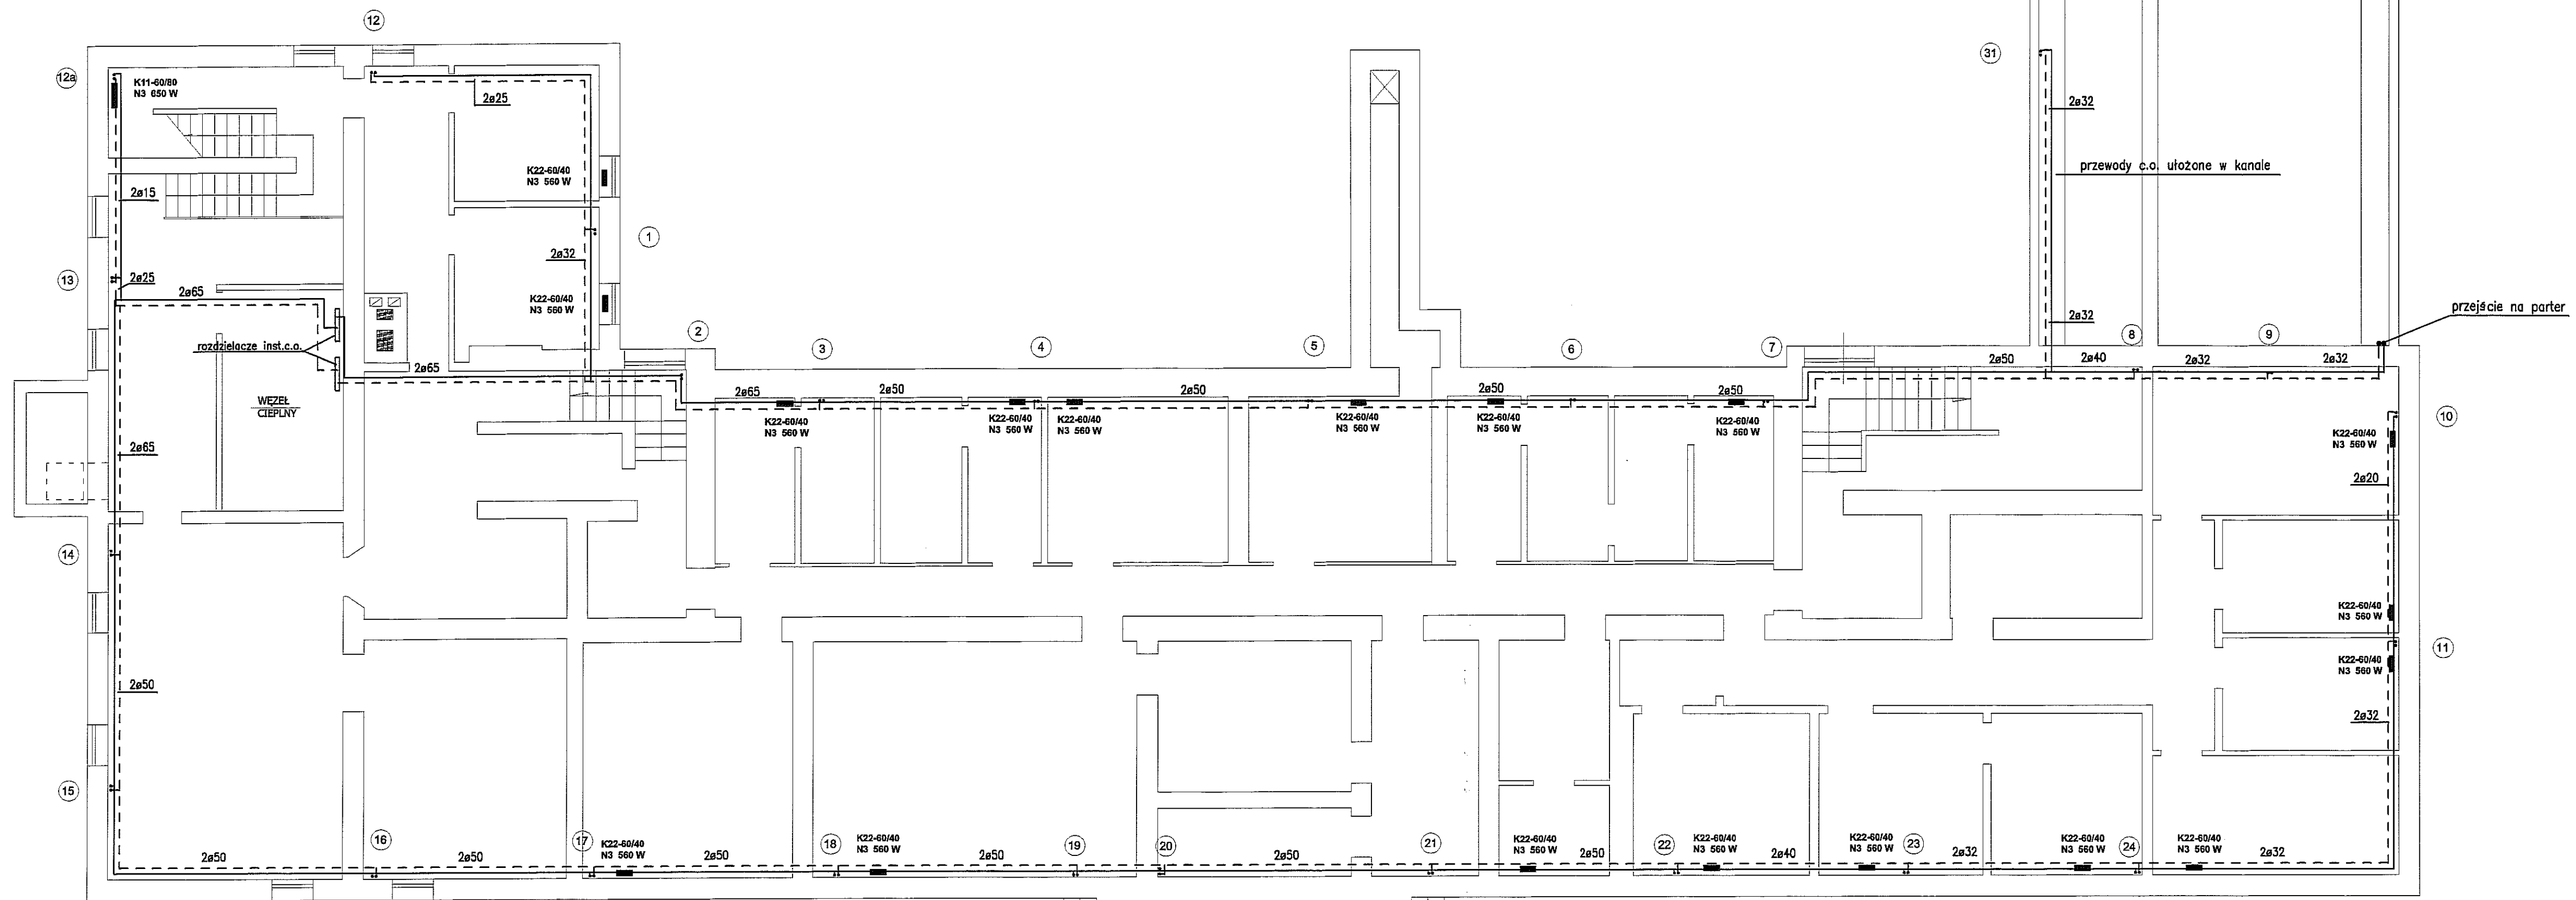 12
31
12a
K11-60/80
N3 650 W
2ø25
2ø32
przewody c.o. ułożone w kanale
K22-60/40
N3 560 W
2ø15
1
2ø32
13
2ø25
2ø65
K22-60/40
N3 560 W
przejście na parter
2ø32
2
3
4
5
6
7
8
9
rozdzielacze inst.c.o.
2ø65
2ø50
2ø40
2ø32
2ø32
WĘZEŁ
CIEPLNY
2ø65
2ø50
2ø50
2ø50
2ø50
10
K22-60/40
N3 560 W
K22-60/40
N3 560 W
K22-60/40
N3 560 W
K22-60/40
N3 560 W
K22-60/40
N3 560 W
K22-60/40
N3 560 W
K22-60/40
N3 560 W
2ø65
2ø20
14
K22-60/40
N3 560 W
11
K22-60/40
N3 560 W
2ø50
2ø32
15
16
17
K22-60/40
N3 560 W
18
K22-60/40
N3 560 W
19
20
21
K22-60/40
N3 560 W
22
K22-60/40
N3 560 W
K22-60/40
N3 560 W
23
K22-60/40
N3 560 W
24
K22-60/40
N3 560 W
2ø50
2ø50
2ø50
2ø50
2ø50
2ø50
2ø40
2ø32
2ø32